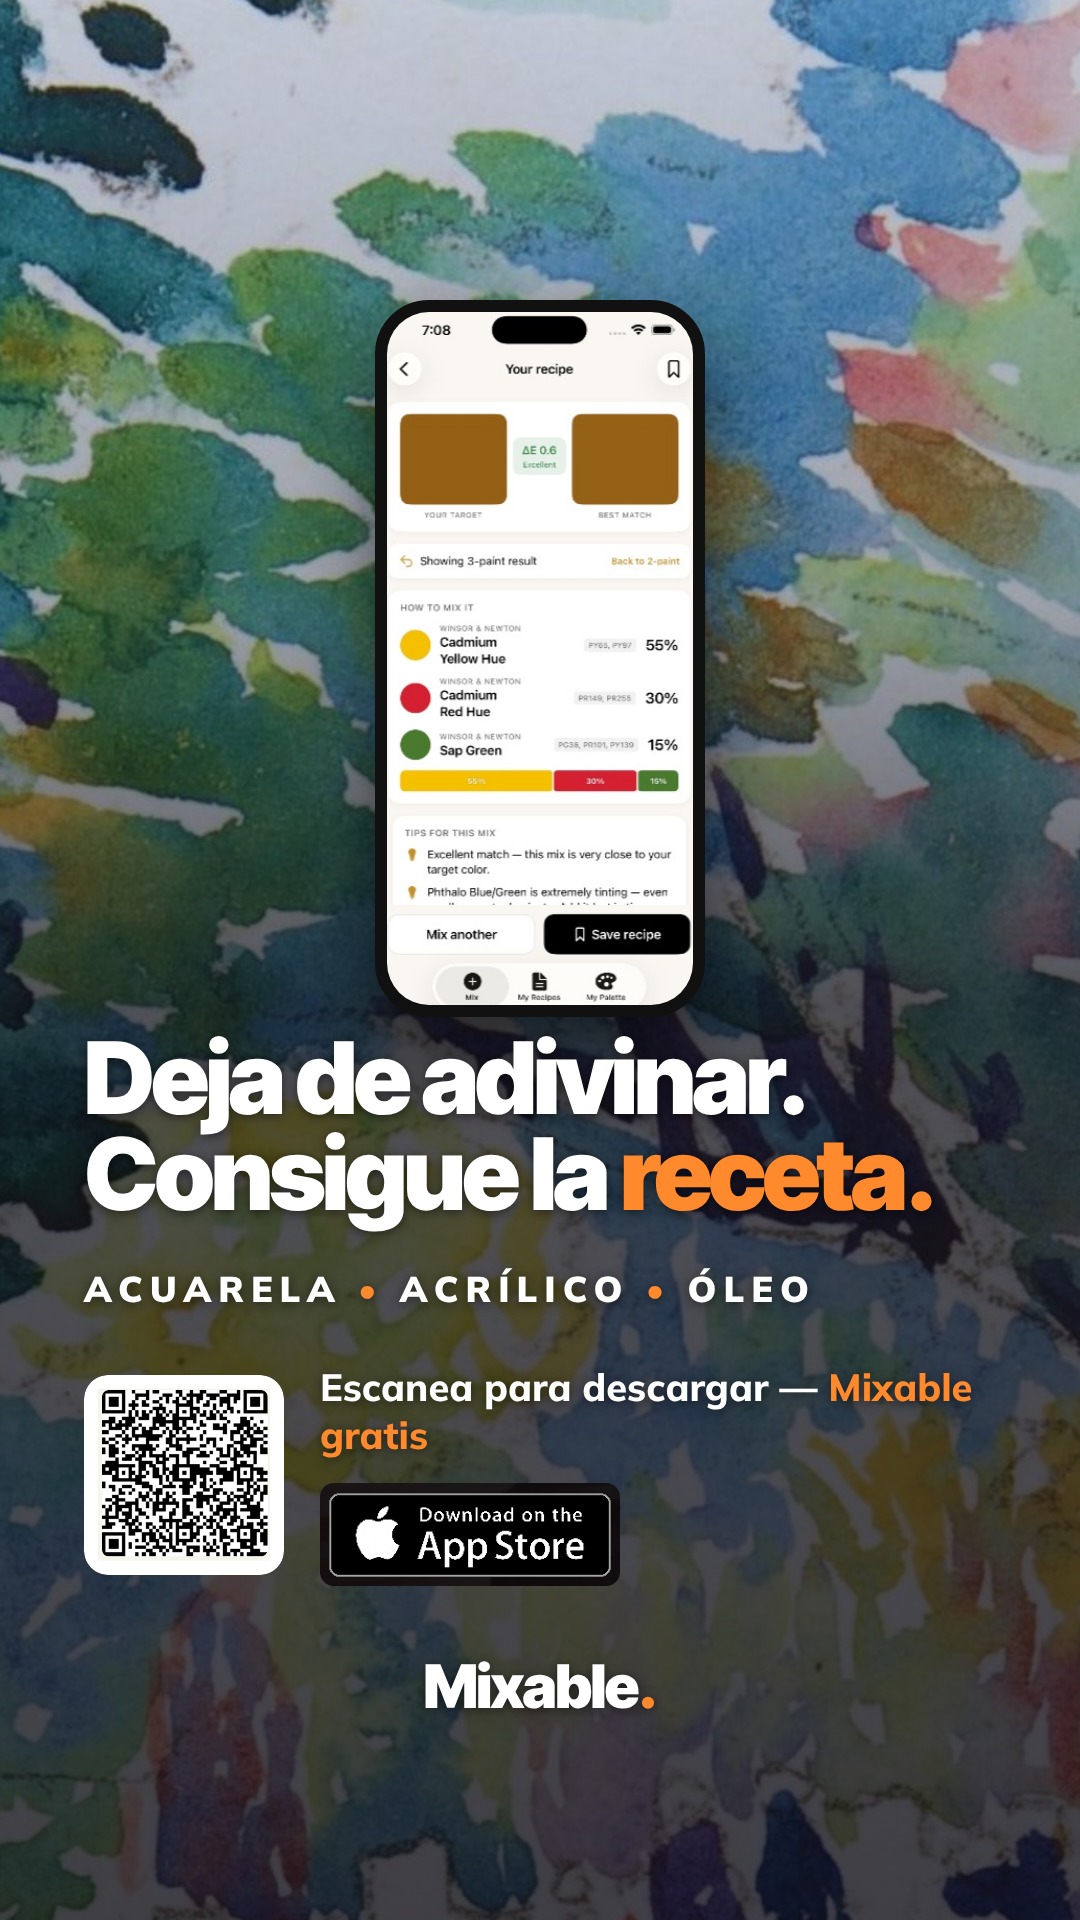 7:08
Your recipe
ΔE 0.6
Excellent
YOUR TARGET
BEST MATCH
Showing 3-paint result
Back to 2-paint
HOW TO MIX IT
WINSOR & NEWTON
Cadmium
Yellow Hue
PY65, PY97
55%
WINSOR & NEWTON
Cadmium
Red Hue
PR149, PR255
30%
WINSOR & NEWTON
Sap Green
PG36, PR101, PY139
15%
55%
30%
15%
TIPS FOR THIS MIX
Excellent match — this mix is very close to your
target color.
Phthalo Blue/Green is extremely tinting — even
Mix another
Save recipe
Mix
My Recipes
My Palette
Deja de adivinar.
Consigue la receta.
ACUARELA • ACRÍLICO • ÓLEO
Escanea para descargar — Mixable
gratis
Download on the
App Store
Mixable.